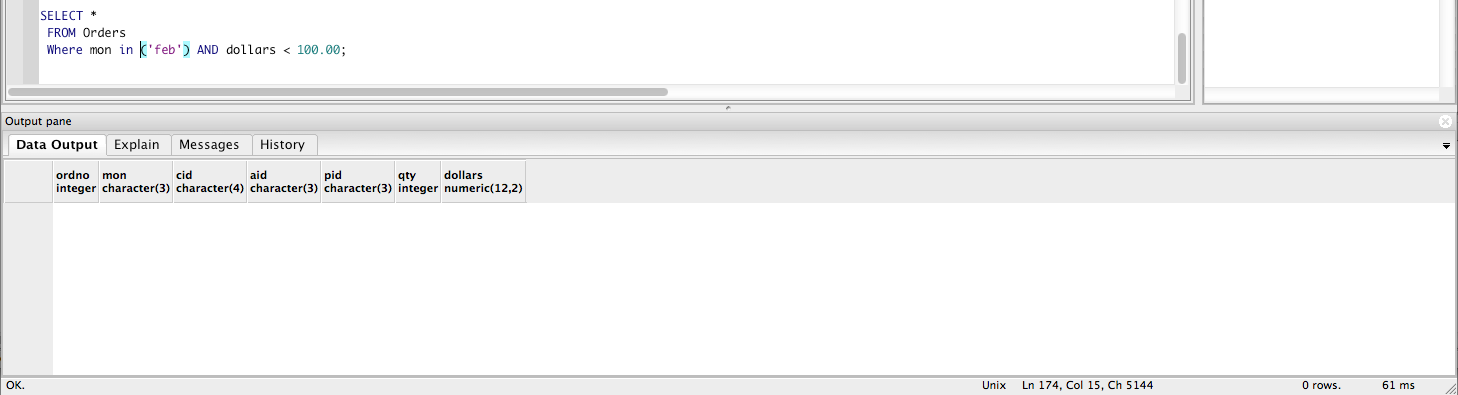 SELECT *
FROM Orders
Where mon in ('feb') AND dollars < 100.00;
Output pane
Data Output Explain Messages History
ordno mon cid aid pid qty dollars
integer character(3) character(4) character(3) character(3) integer numeric(12,2)
OK. Unix Ln 174, Col 15, Ch 5144 0 rows. 61 ms